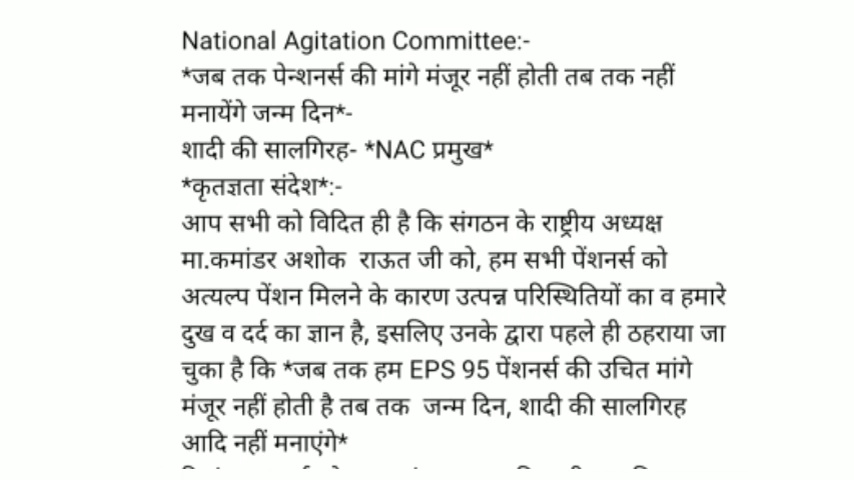 National Agitation Committee:-
*जब तक पेन्शनर्स की मांगे मंजूर नहीं होती तब तक नहीं
मनायेंगे जन्म दिन*-
शादी की सालगिरह- *NAC प्रमुख*
*कृतज्ञता संदेश*:-
आप सभी को विदित ही है कि संगठन के राष्ट्रीय अध्यक्ष
मा.कमांडर अशोक राऊत जी को, हम सभी पेंशनर्स को
अत्यल्प पेंशन मिलने के कारण उत्पन्न परिस्थितियों का व हमारे
दुख व दर्द का ज्ञान है, इसलिए उनके द्वारा पहले ही ठहराया जा
चुका है कि *जब तक हम EPS 95 पेंशनर्स की उचित मांगे
मंजूर नहीं होती है तब तक जन्म दिन, शादी की सालगिरह
आदि नहीं मनाएंगे*